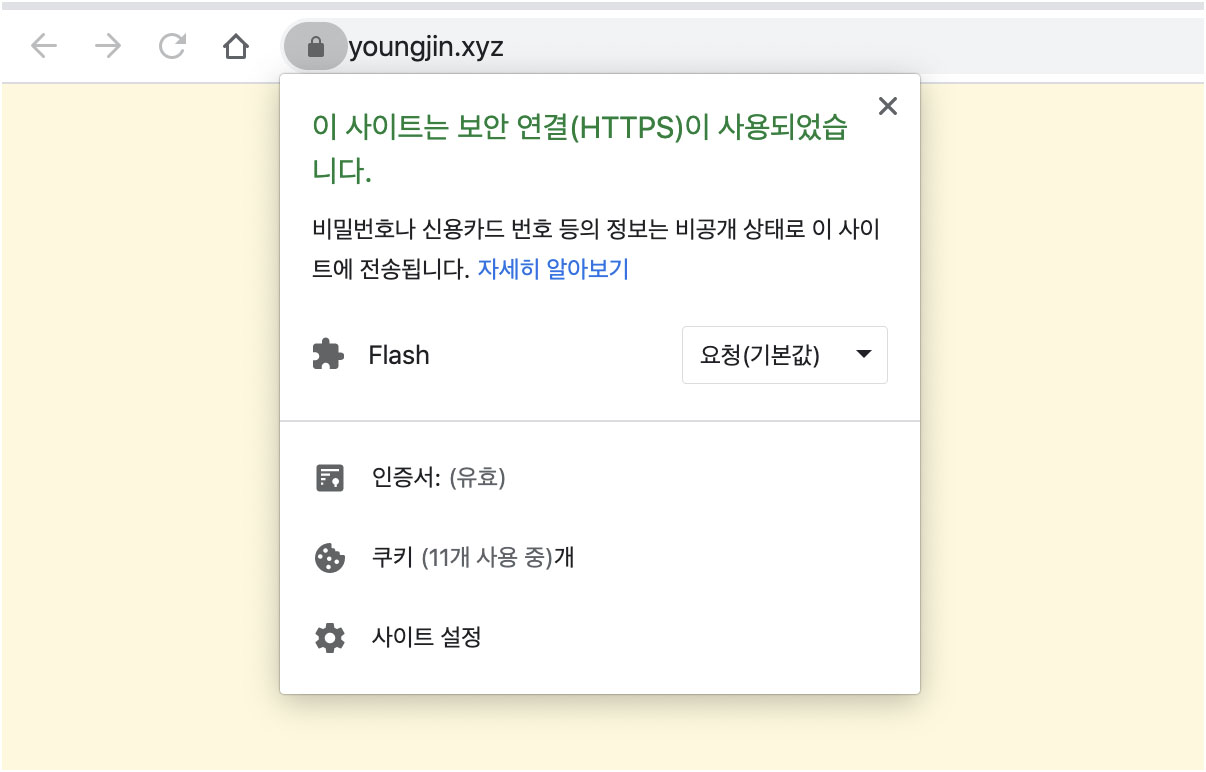 youngjin.xyz
이 사이트는 보안 연결(HTTPS)이 사용되었습
니다.
비밀번호나 신용카드 번호 등의 정보는 비공개 상태로 이 사이
트에 전송됩니다. 자세히 알아보기
Flash 요청(기본값)
인증서: (유효)
쿠키 (11개 사용 중)개
사이트 설정